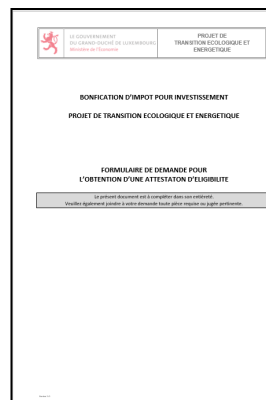 LE GOUVERNEMENT
DU GRAND-DUCHÉ DE LUXEMBOURG
Ministère de l'Économie
PROJET DE
TRANSITION ECOLOGIQUE ET
ENERGETIQUE
BONFICATION D'IMPOT POUR INVESTISSEMENT
PROJET DE TRANSITION ECOLOGIQUE ET ENERGETIQUE
FORMULAIRE DE DEMANDE POUR
L'OBTENTION D'UNE ATTESTATON D'ELIGIBILITE
Le présent document est à compléter dans son entièreté.
Veuillez également joindre à votre demande toute pièce requise ou jugée pertinente.